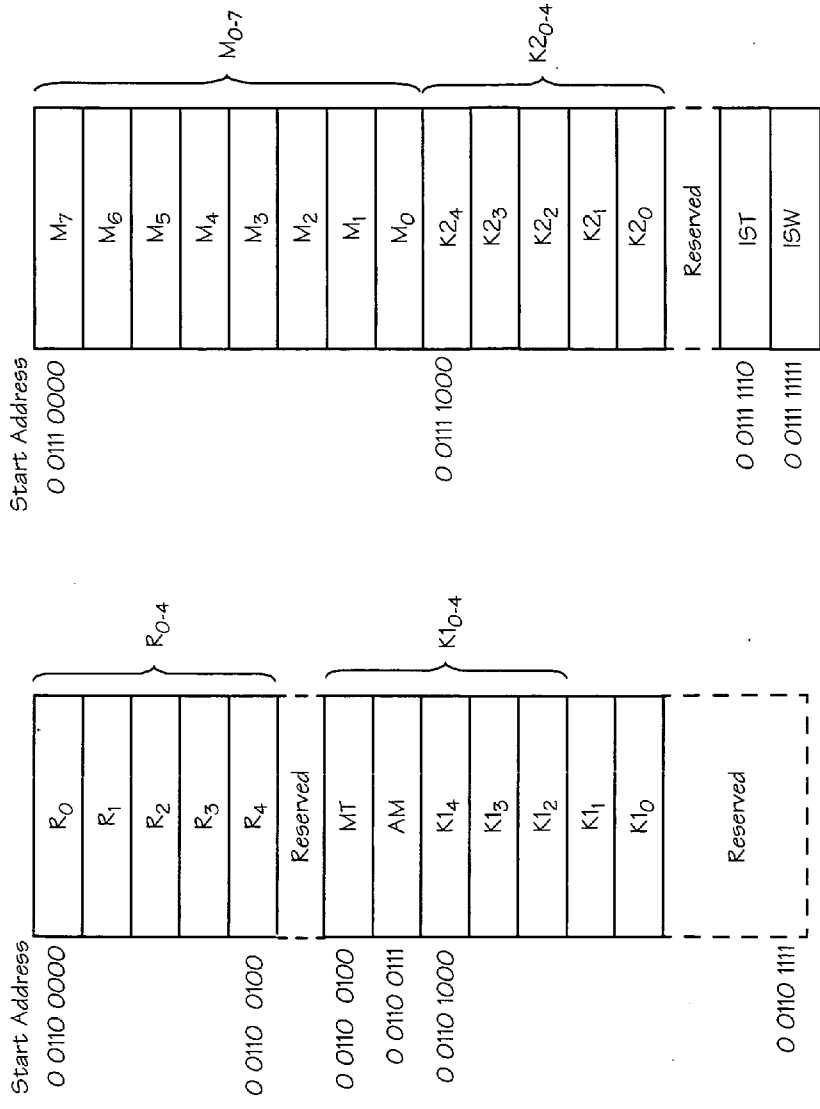 Start Address
0 0110 0000 R0
R1
R2
R3
0 0110 0100 R4
R0-4
Reserved
0 0110 0100 MT
0 0110 0111 AM
0 0110 1000 K14
K13
K12
K11
K10
K10-4
Reserved
0 0110 1111
Start Address
0 0111 0000 M7
M6
M5
M4
M3
M2
M1
M0
M0-7
0 0111 1000 K24
K23
K22
K21
K20
K20-4
Reserved
0 0111 1110 IST
0 0111 11111 ISW